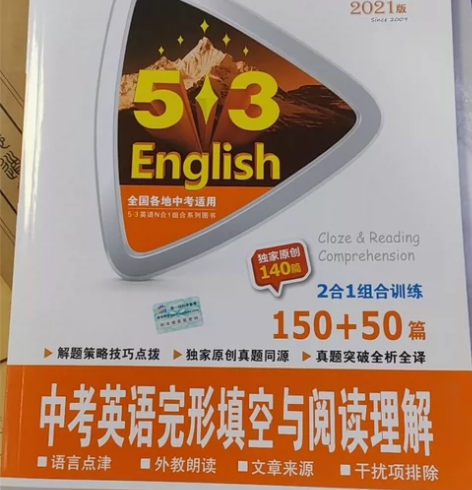 2021版
Since 2009
5·3
English
全国各地中考适用
5·3英语N合1组合系列图书
独家原创
140篇
Cloze & Reading
Comprehension
2合1组合训练
150+50篇
▶解题策略技巧点拨 ▶独家原创真题同源 ▶真题突破全析全译
中考英语完形填空与阅读理解
■语言点津 ■外教朗读 ■文章来源 ■干扰项排除